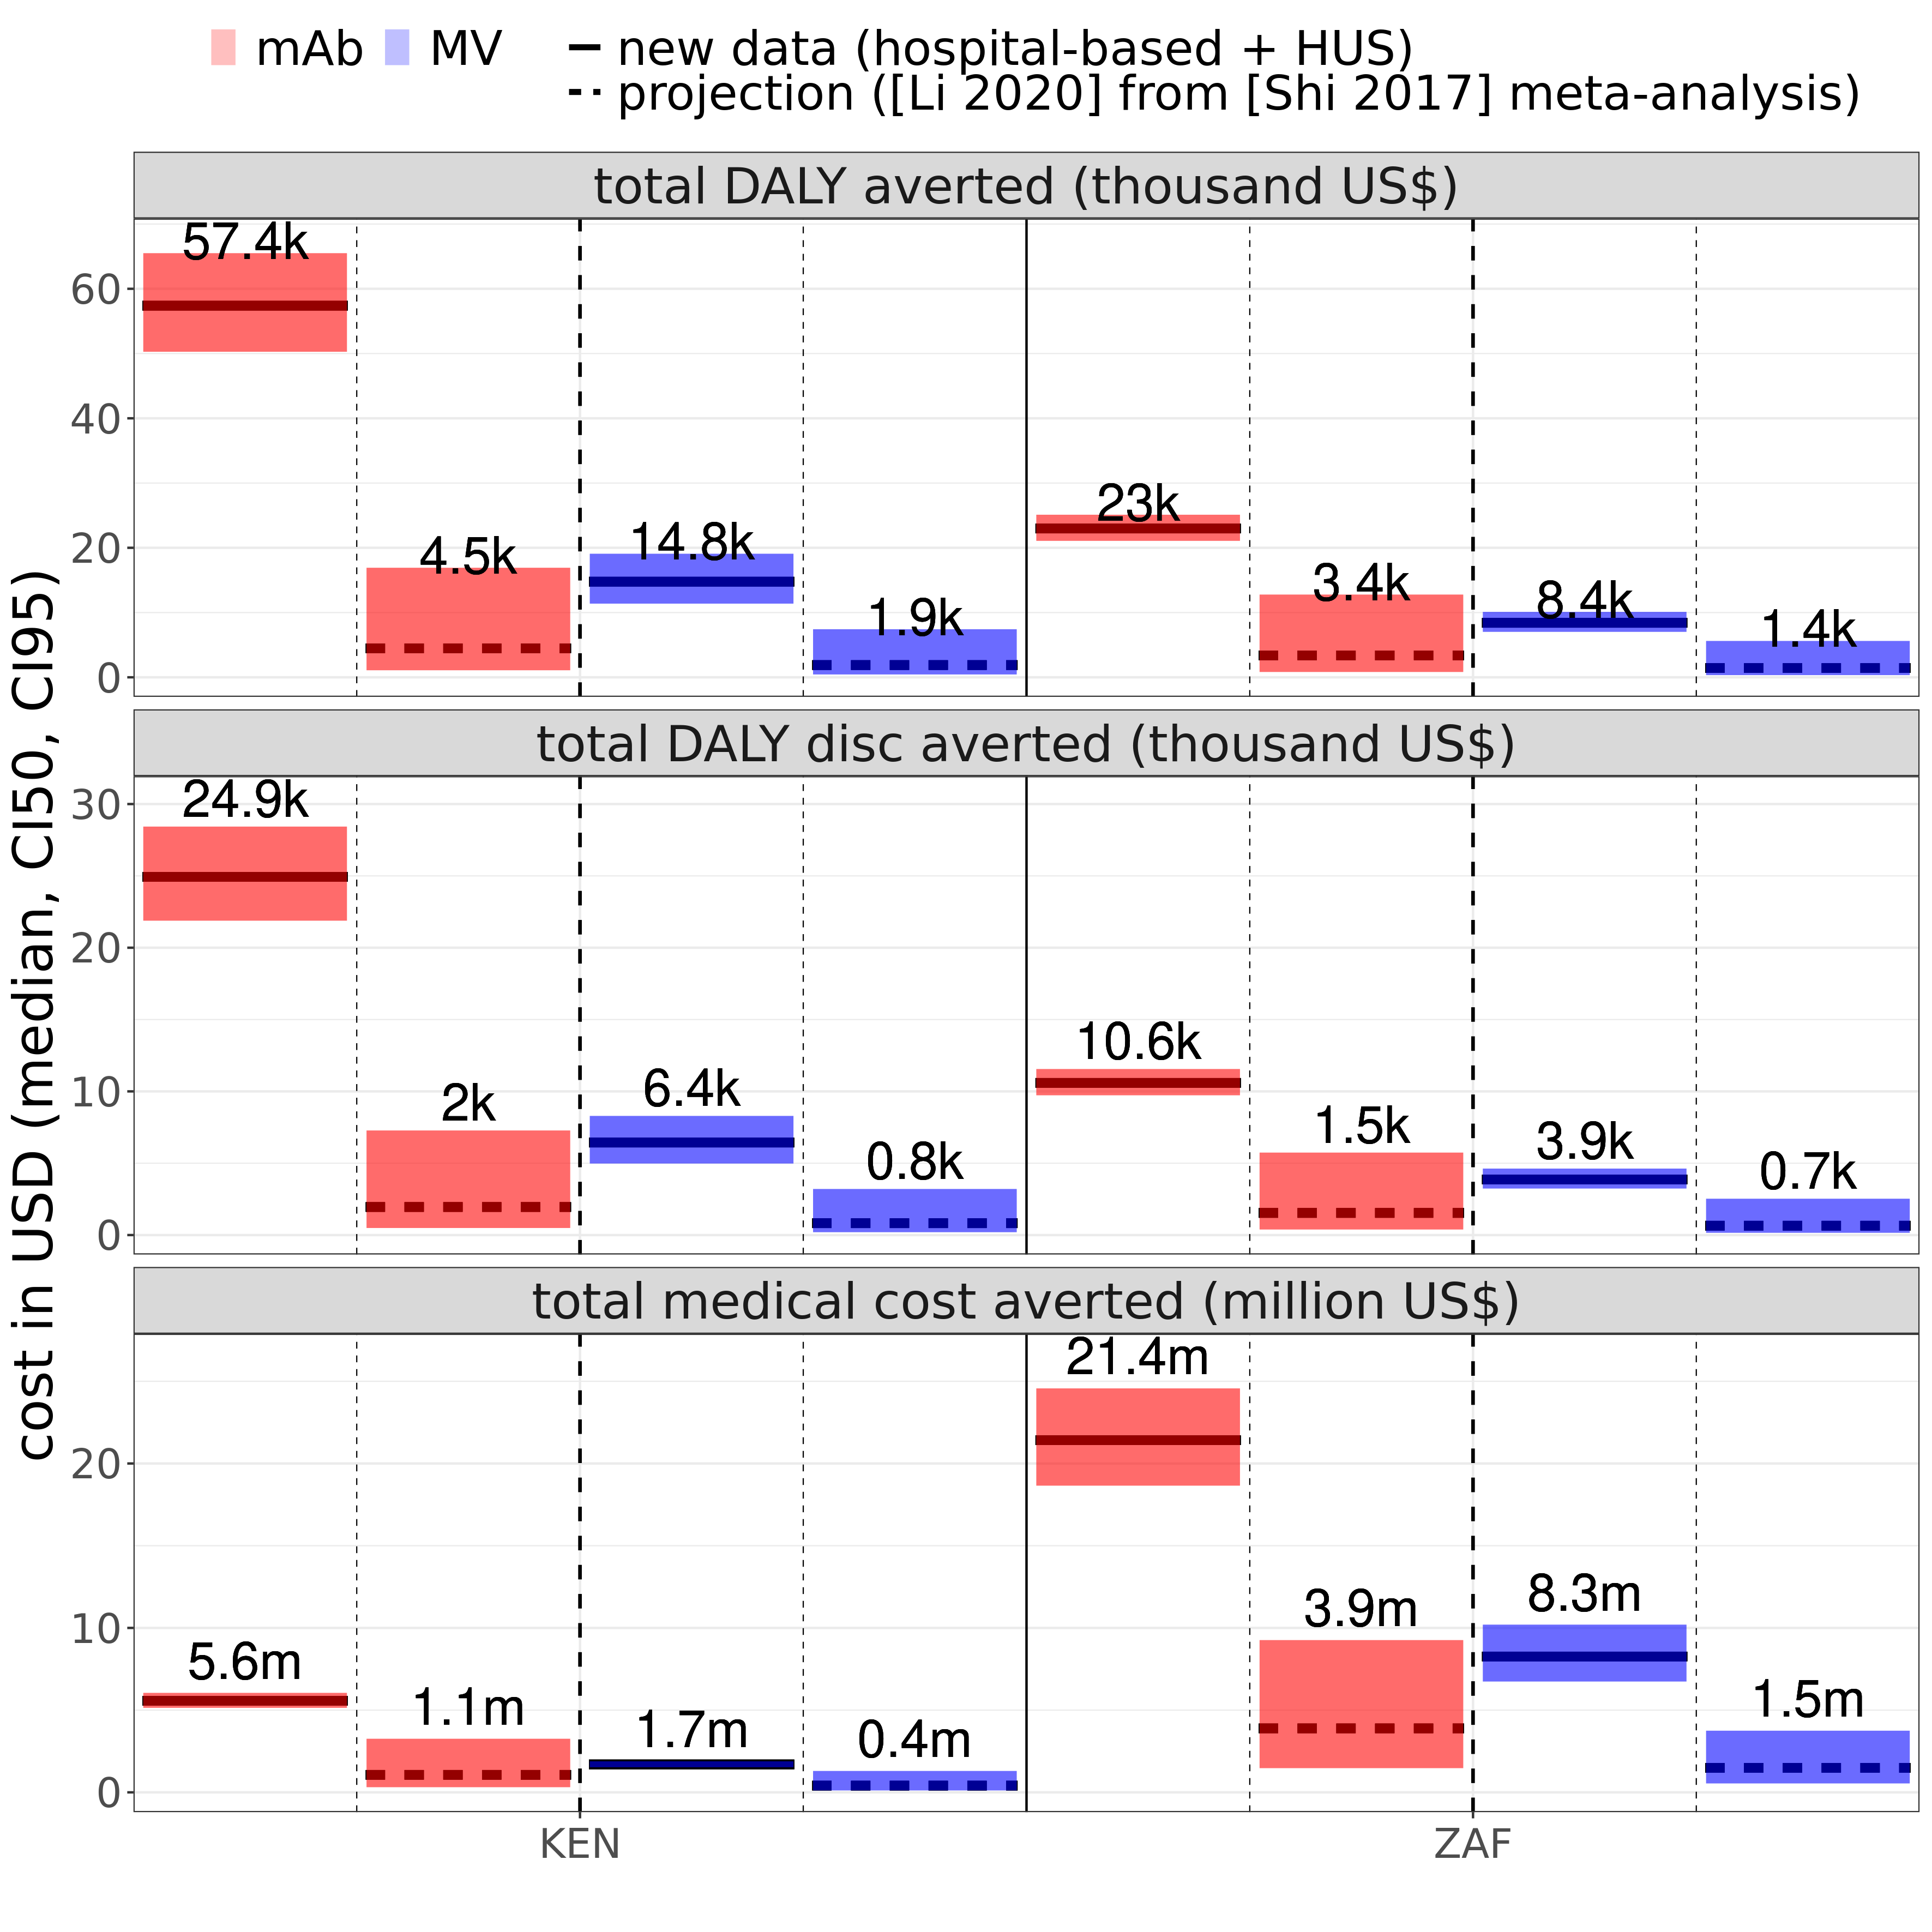 mAb MV new data (hospital-based + HUS)
projection ([Li 2020] from [Shi 2017] meta-analysis)
cost in USD (median, CI50, CI95)
total DALY averted (thousand US$)
60
40
20
0
57.4k
4.5k
14.8k
1.9k
23k
3.4k
8.4k
1.4k
total DALY disc averted (thousand US$)
30
20
10
0
24.9k
2k
6.4k
0.8k
10.6k
1.5k
3.9k
0.7k
total medical cost averted (million US$)
20
10
0
5.6m
1.1m
1.7m
0.4m
21.4m
3.9m
8.3m
1.5m
KEN
ZAF